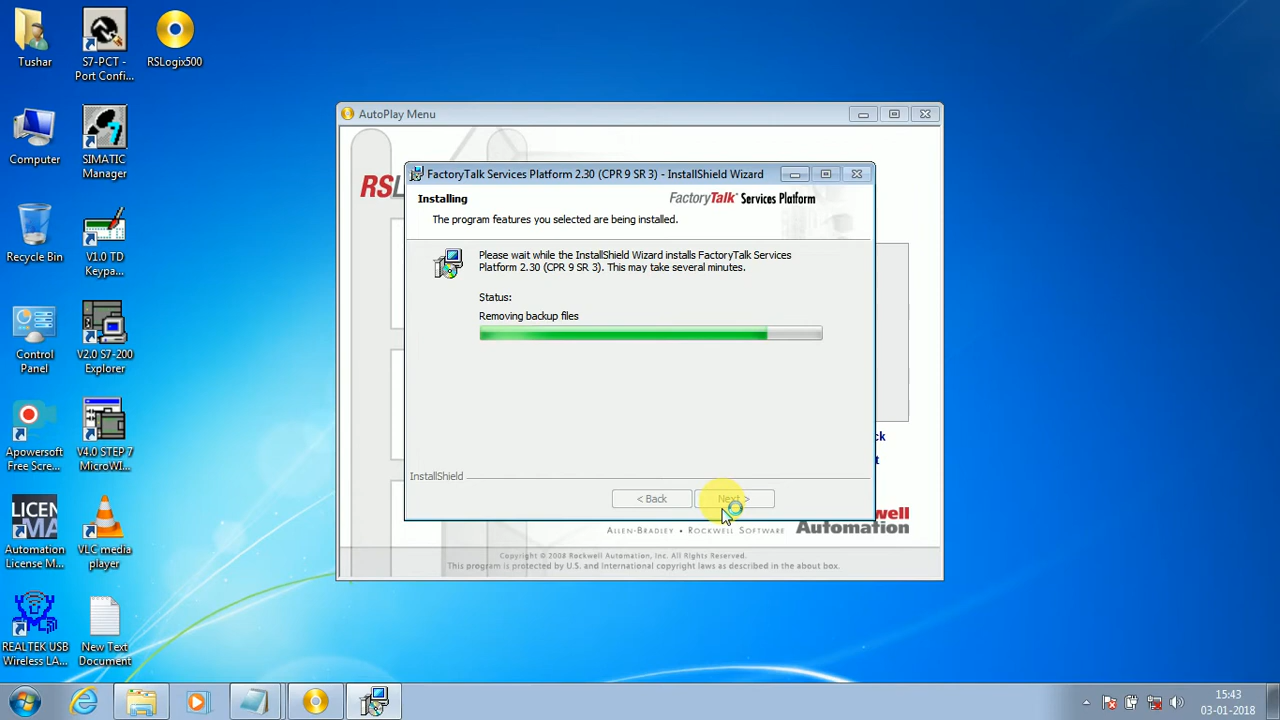 Tushar
S7-PCT -
Port Confi...
RSLogix500
Computer
SIMATIC
Manager
Recycle Bin
V1.0 TD
Keypa...
Control
Panel
V2.0 S7-200
Explorer
Apowersoft
Free Scre...
V4.0 STEP 7
MicroWI...
LICEN
MA
Automation
License M...
VLC media
player
REALTEK USB
Wireless LA...
New Text
Document
AutoPlay Menu
RSL
FactoryTalk Services Platform 2.30 (CPR 9 SR 3) - InstallShield Wizard
Installing
FactoryTalk Services Platform
The program features you selected are being installed.
Please wait while the InstallShield Wizard installs FactoryTalk Services
Platform 2.30 (CPR 9 SR 3). This may take several minutes.
Status:
Removing backup files
ck
t
InstallShield
< Back
Next >
ALLEN-BRADLEY • ROCKWELL SOFTWARE
well
Automation
Copyright © 2008 Rockwell Automation, Inc. All Rights Reserved.
This program is protected by U.S. and international copyright laws as described in the about box.
15:43
03-01-2018